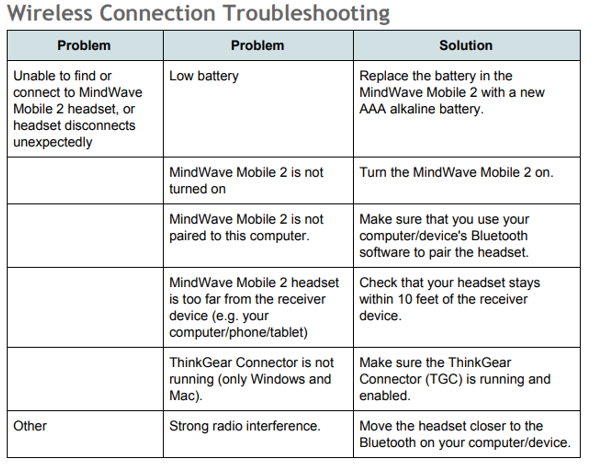 Wireless Connection Troubleshooting
Problem Problem Solution
Unable to find or
connect to MindWave
Mobile 2 headset, or
headset disconnects
unexpectedly
Low battery
Replace the battery in the
MindWave Mobile 2 with a new
AAA alkaline battery.
MindWave Mobile 2 is not
turned on
Turn the MindWave Mobile 2 on.
MindWave Mobile 2 is not
paired to this computer.
Make sure that you use your
computer/device's Bluetooth
software to pair the headset.
MindWave Mobile 2 headset
is too far from the receiver
device (e.g. your
computer/phone/tablet)
Check that your headset stays
within 10 feet of the receiver
device.
ThinkGear Connector is not
running (only Windows and
Mac).
Make sure the ThinkGear
Connector (TGC) is running and
enabled.
Other
Strong radio interference.
Move the headset closer to the
Bluetooth on your computer/device.